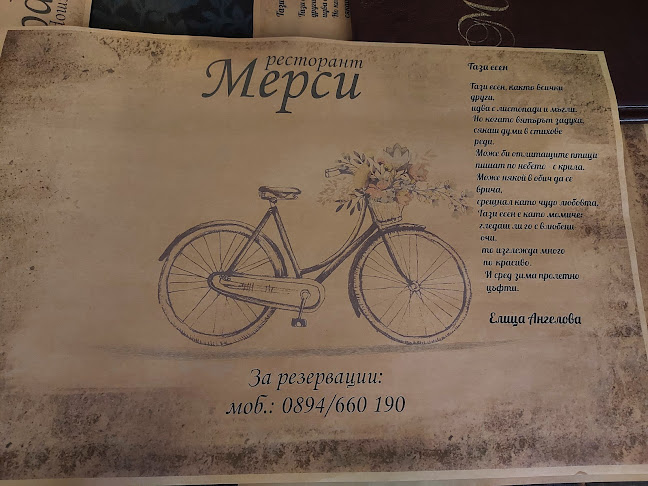 ресторант
Мерси
Тази есен
Тази есен, както всички
други,
идва с листопади и мъгли.
Но когато вятърът задуха,
сякаш думи в стихове
реди.
Може би отлитащите птици
пишат по небето - с крила.
Може някой в обич да се
врича,
срещнал като чудо любовта.
Тази есен е като момиче:
гледаш ли го с влюбени
очи,
то изглежда много
по красиво.
И сред зима пролетно
цъфти.
Елица Ангелова
За резервации:
моб.: 0894/660 190